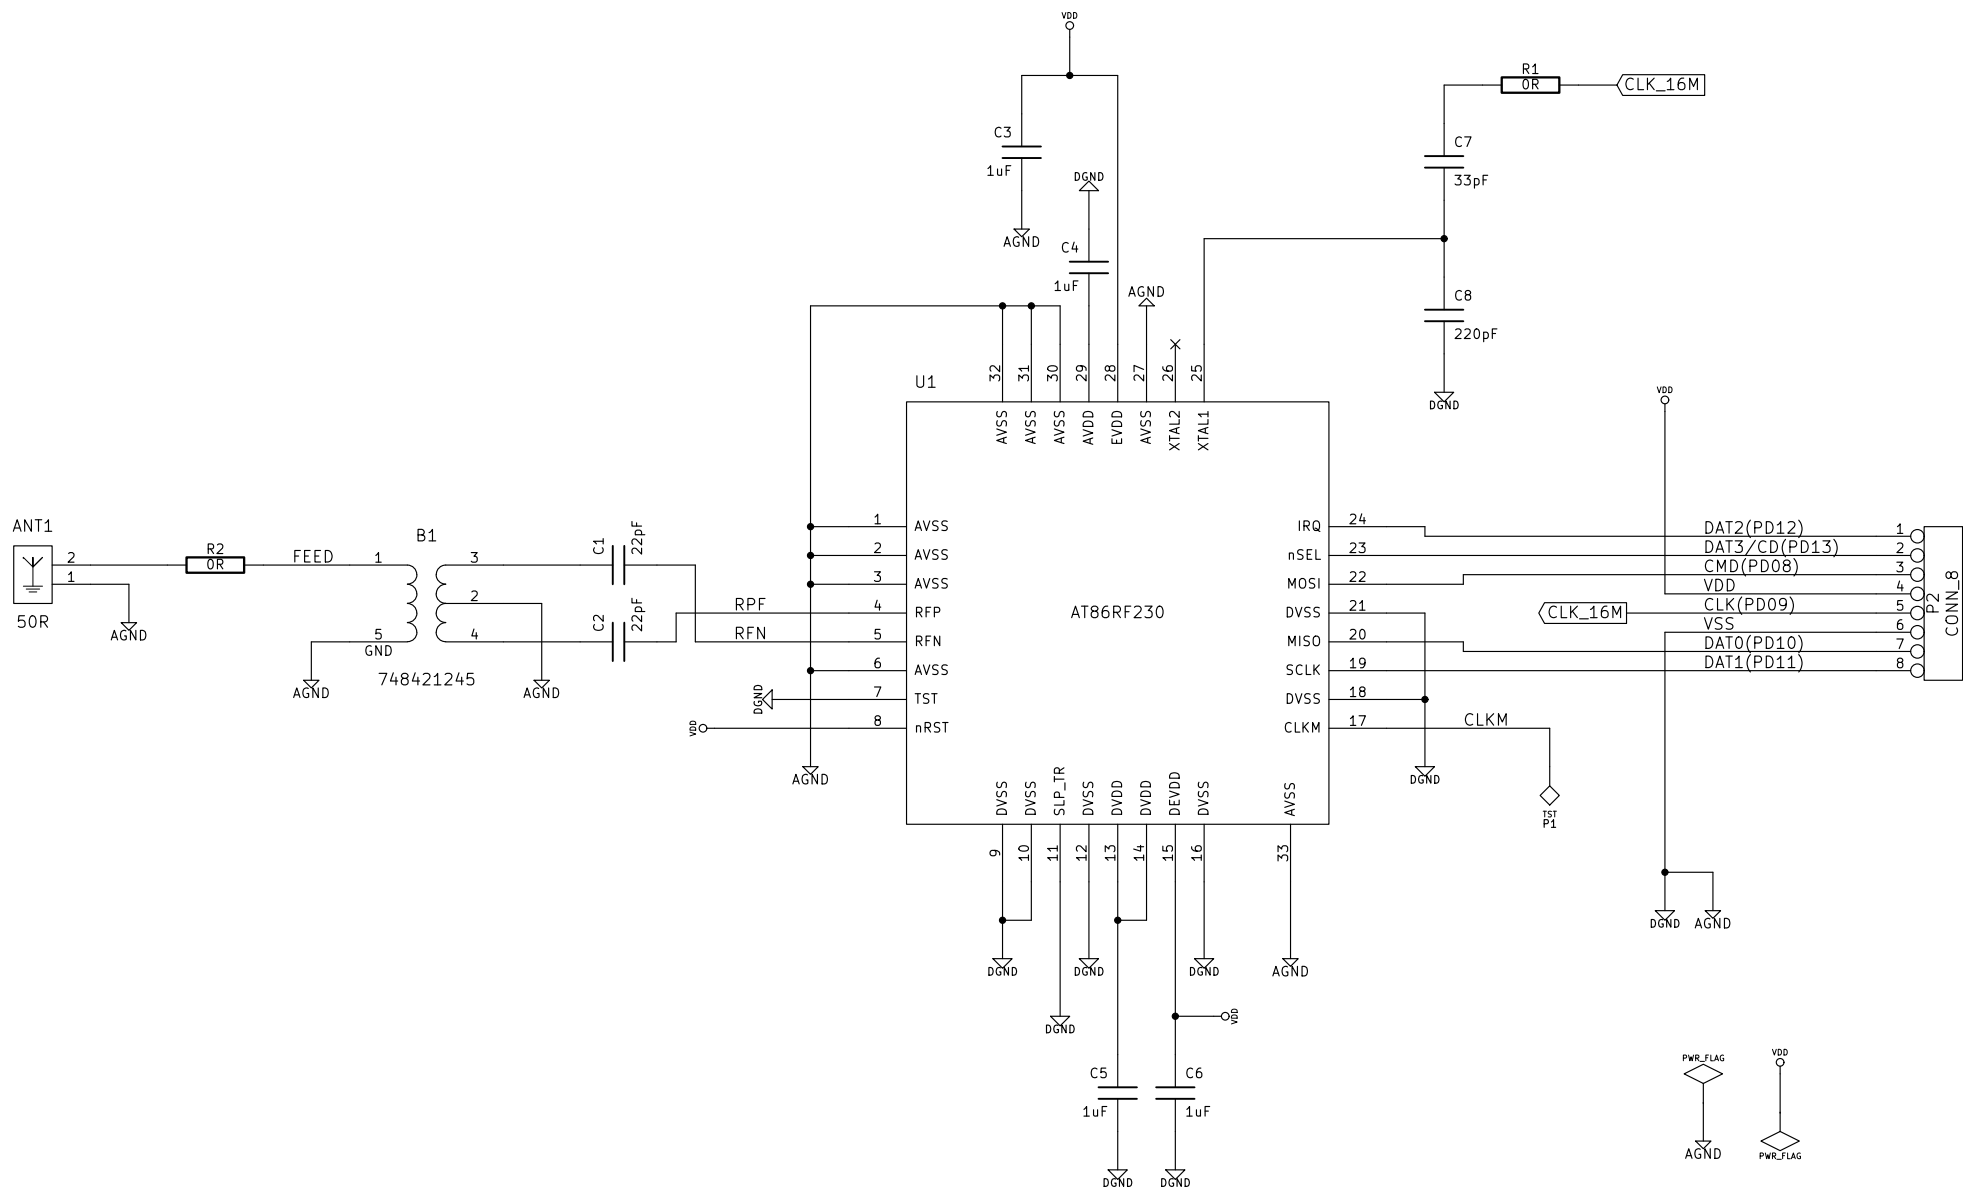 VDD
R1
0R
CLK_16M
C3
1uF
C7
33pF
DGND
AGND
C4
1uF
AGND
C8
220pF
DGND
U1
32
31
30
29
28
27
26
25
AVSS
AVSS
AVSS
AVDD
EVDD
AVSS
XTAL2
XTAL1
VDD
ANT1
2
1
50R
AGND
R2
0R
FEED
B1
1
5
GND
3
2
4
748421245
AGND
AGND
C1
22pF
C2
22pF
RPF
RFN
1 AVSS
2 AVSS
3 AVSS
4 RFP
5 RFN
6 AVSS
7 TST
8 nRST
DGND
VDD
AGND
AT86RF230
IRQ 24
nSEL 23
MOSI 22
DVSS 21
MISO 20
SCLK 19
DVSS 18
CLKM 17
CLKM
DGND
TST
P1
CLK_16M
DAT2(PD12) 1
DAT3/CD(PD13) 2
CMD(PD08) 3
VDD 4
CLK(PD09) 5
VSS 6
DAT0(PD10) 7
DAT1(PD11) 8
P2
CONN_8
DVSS
DVSS
SLP_TR
DVSS
DVDD
DVDD
DEVDD
DVSS
AVSS
9
10
11
12
13
14
15
16
33
DGND
AGND
DGND
DGND
DGND
AGND
DGND
VDD
C5
1uF
C6
1uF
DGND
DGND
PWR_FLAG
AGND
VDD
PWR_FLAG